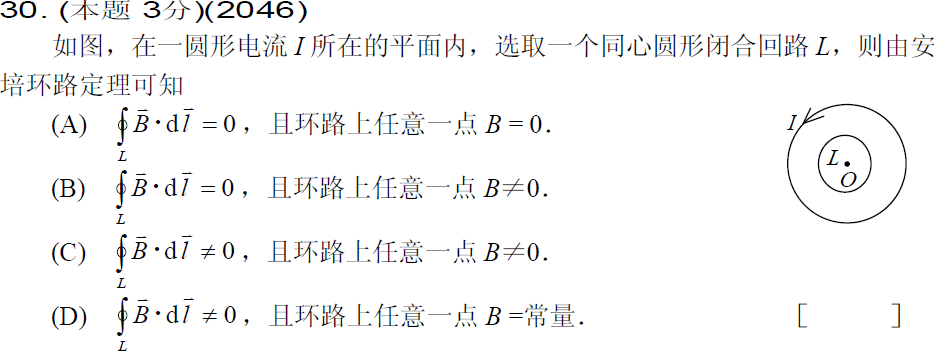 30. (本题 3分)(2046)
如图，在一圆形电流 I 所在的平面内，选取一个同心圆形闭合回路 L，则由安
培环路定理可知
(A) ∮_L B̄·d l̄ = 0，且环路上任意一点 B = 0．
(B) ∮_L B̄·d l̄ = 0，且环路上任意一点 B≠0．
(C) ∮_L B̄·d l̄ ≠ 0，且环路上任意一点 B≠0．
(D) ∮_L B̄·d l̄ ≠ 0，且环路上任意一点 B =常量． [ ]
I
L
O